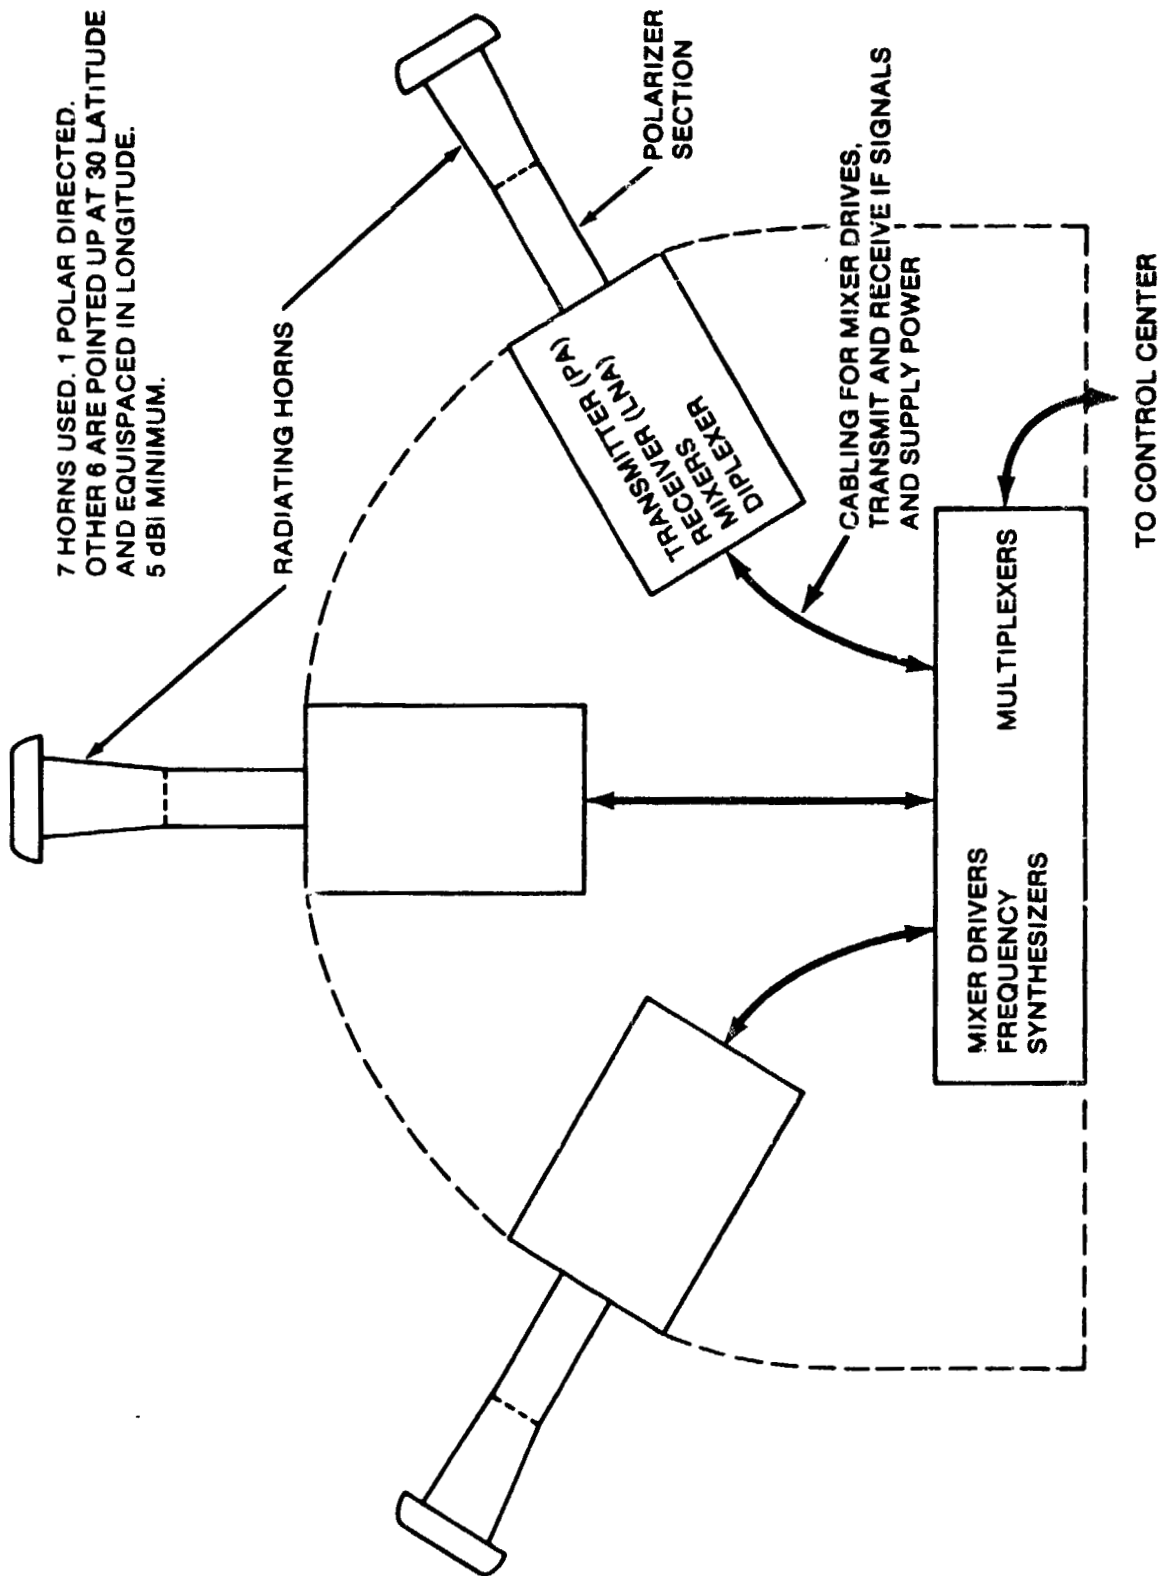 7 HORNS USED. 1 POLAR DIRECTED.
OTHER 6 ARE POINTED UP AT 30 LATITUDE
AND EQUISPACED IN LONGITUDE.
5 dBI MINIMUM.
RADIATING HORNS
POLARIZER
SECTION
TRANSMITTER (PA)
RECEIVER (LNA)
MIXERS
DIPLEXER
CABLING FOR MIXER DRIVES,
TRANSMIT AND RECEIVE IF SIGNALS
AND SUPPLY POWER
MIXER DRIVERS
FREQUENCY
SYNTHESIZERS
MULTIPLEXERS
TO CONTROL CENTER